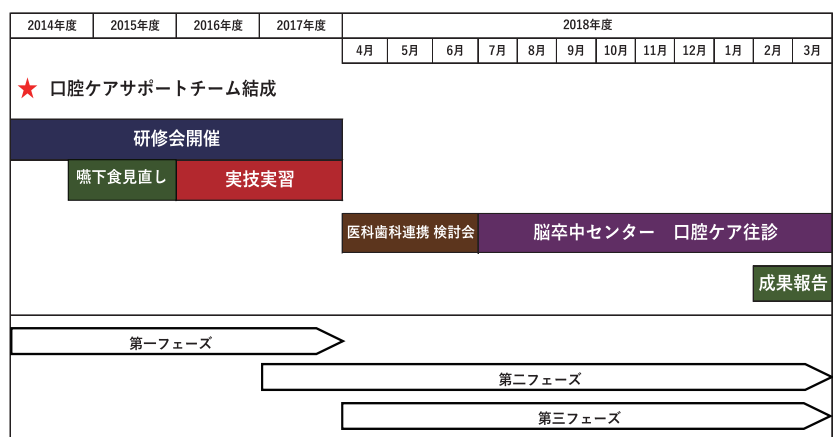 2014年度 2015年度 2016年度 2017年度 2018年度
4月 5月 6月 7月 8月 9月 10月 11月 12月 1月 2月 3月
★ 口腔ケアサポートチーム結成
研修会開催
嚥下食見直し 実技実習
医科歯科連携 検討会 脳卒中センター　口腔ケア往診
成果報告
第一フェーズ
第二フェーズ
第三フェーズ